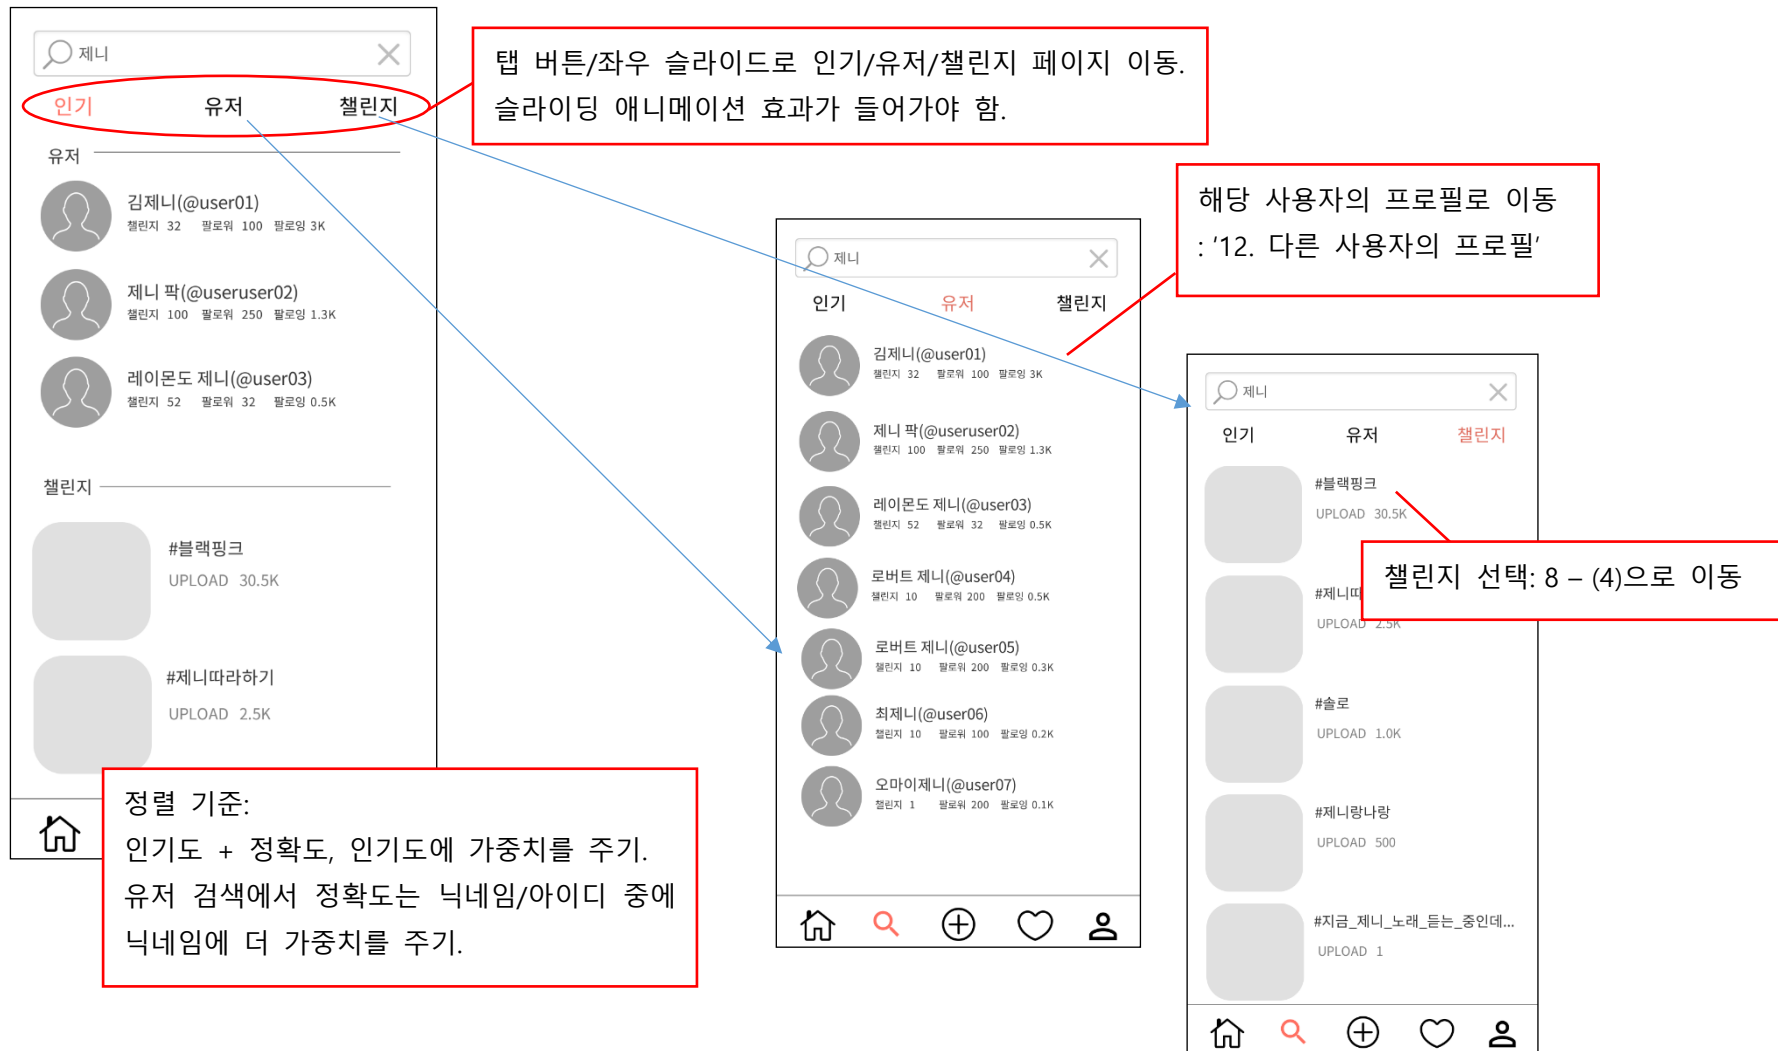 제니
인기 유저 챌린지
유저
김제니(@user01)
챌린지 32 팔로워 100 팔로잉 3K
제니 팍(@useruser02)
챌린지 100 팔로워 250 팔로잉 1.3K
레이몬도 제니(@user03)
챌린지 52 팔로워 32 팔로잉 0.5K
챌린지
#블랙핑크
UPLOAD 30.5K
#제니따라하기
UPLOAD 2.5K
정렬 기준:
인기도 + 정확도, 인기도에 가중치를 주기.
유저 검색에서 정확도는 닉네임/아이디 중에
닉네임에 더 가중치를 주기.
탭 버튼/좌우 슬라이드로 인기/유저/챌린지 페이지 이동.
슬라이딩 애니메이션 효과가 들어가야 함.
해당 사용자의 프로필로 이동
: ‘12. 다른 사용자의 프로필’
제니
인기 유저 챌린지
김제니(@user01)
챌린지 32 팔로워 100 팔로잉 3K
제니 팍(@useruser02)
챌린지 100 팔로워 250 팔로잉 1.3K
레이몬도 제니(@user03)
챌린지 52 팔로워 32 팔로잉 0.5K
로버트 제니(@user04)
챌린지 10 팔로워 200 팔로잉 0.5K
로버트 제니(@user05)
챌린지 10 팔로워 200 팔로잉 0.3K
최제니(@user06)
챌린지 10 팔로워 100 팔로잉 0.2K
오마이제니(@user07)
챌린지 1 팔로워 200 팔로잉 0.1K
제니
인기 유저 챌린지
#블랙핑크
UPLOAD 30.5K
챌린지 선택: 8 – (4)으로 이동
#제니따
UPLOAD 2.5K
#솔로
UPLOAD 1.0K
#제니랑나랑
UPLOAD 500
#지금_제니_노래_듣는_중인데...
UPLOAD 1